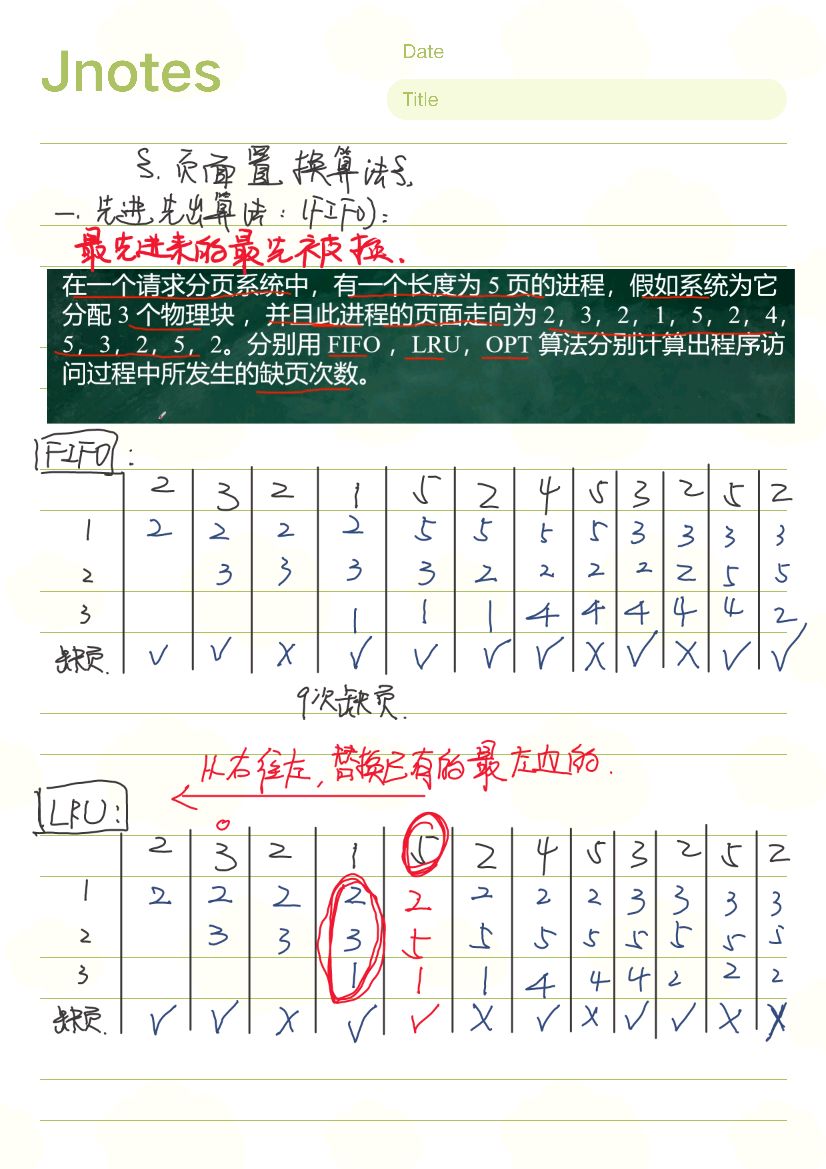 Jnotes
Date
Title
§. 页面置换算法§.
一. 先进先出算法:(FIFO):
最先进来的最先被换.
在一个请求分页系统中，有一个长度为 5 页的进程，假如系统为它
分配 3 个物理块，并且此进程的页面走向为 2，3，2，1，5，2，4，
5，3，2，5，2。分别用 FIFO ，LRU，OPT 算法分别计算出程序访
问过程中所发生的缺页次数。
FIFO:
2 3 2 1 5 2 4 5 3 2 5 2
1 2 2 2 2 5 5 5 5 3 3 3 3
2 3 3 3 3 2 2 2 2 2 5 5
3 1 1 1 4 4 4 4 4 2
缺页. √ √ × √ √ √ √ × √ × √ √
9次缺页.
从右往左,替换已有的最左边的.
LRU:
2 3 2 1 5 2 4 5 3 2 5 2
1 2 2 2 2 2 2 2 2 3 3 3 3
2 3 3 3 5 5 5 5 5 5 5 5
3 1 1 1 4 4 4 2 2 2
缺页. √ √ × √ √ × √ × √ √ × ×